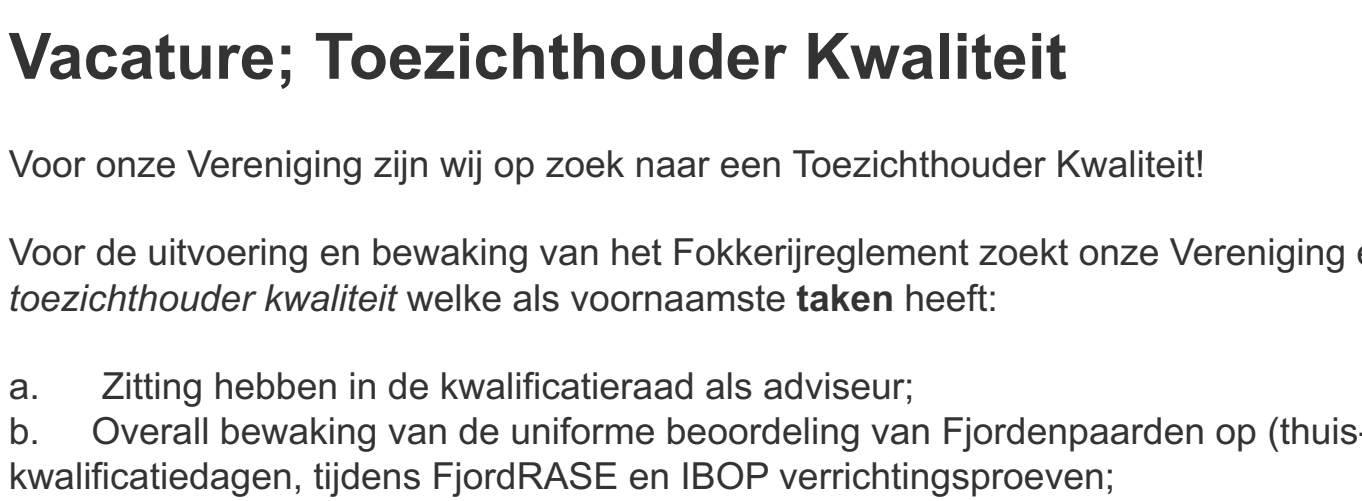 Vacature; Toezichthouder Kwaliteit
Voor onze Vereniging zijn wij op zoek naar een Toezichthouder Kwaliteit!
Voor de uitvoering en bewaking van het Fokkerijreglement zoekt onze Vereniging
toezichthouder kwaliteit welke als voornaamste taken heeft:
a. Zitting hebben in de kwalificatieraad als adviseur;
b. Overall bewaking van de uniforme beoordeling van Fjordenpaarden op (thuis-
kwalificatiedagen, tijdens FjordRASE en IBOP verrichtingsproeven;